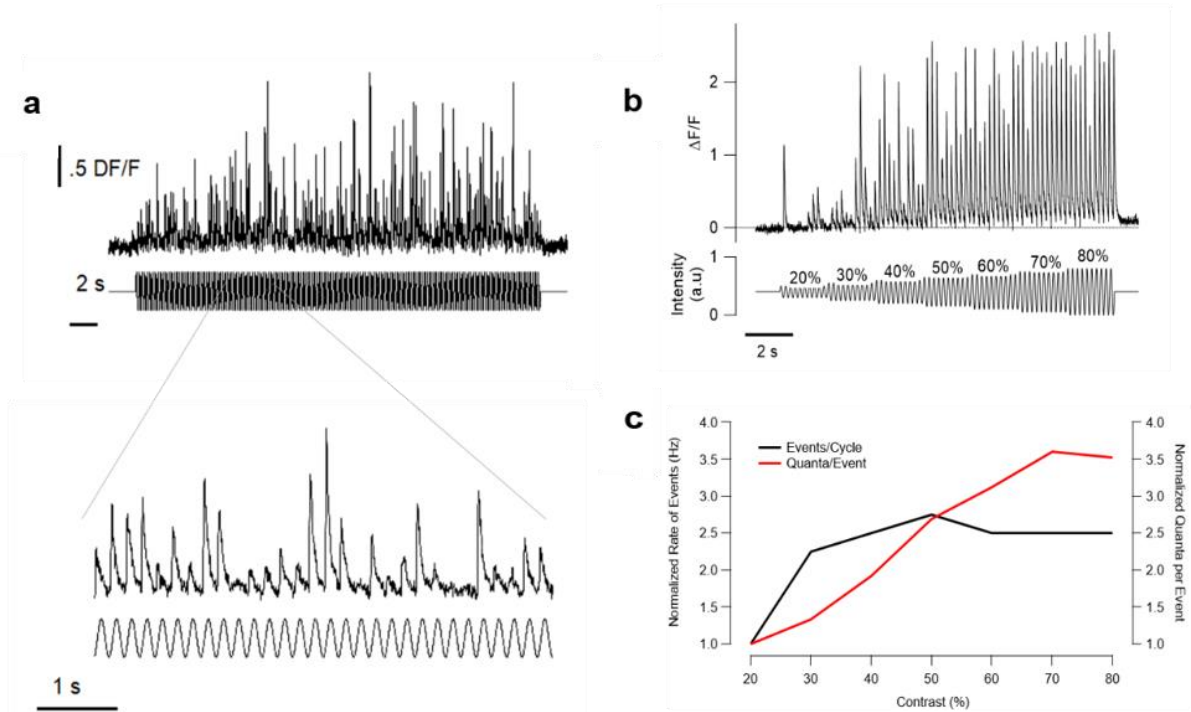 a
.5 DF/F
2 s
1 s
b
2
1
0
ΔF/F
1
0
Intensity
(a.u)
20%
30%
40%
50%
60%
70%
80%
2 s
c
4.0
3.5
3.0
2.5
2.0
1.5
1.0
Normalized Rate of Events (Hz)
Events/Cycle
Quanta/Event
4.0
3.5
3.0
2.5
2.0
1.5
1.0
Normalized Quanta
per Event
20 30 40 50 60 70 80
Contrast (%)